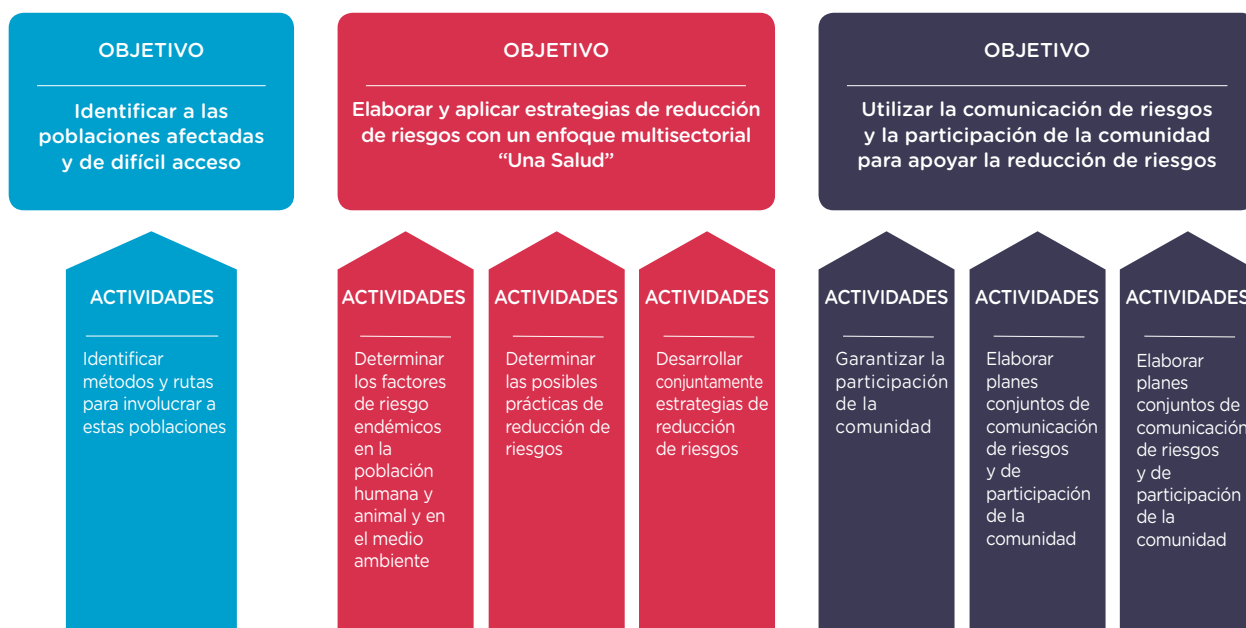 OBJETIVO
Identificar a las
poblaciones afectadas
y de difícil acceso
OBJETIVO
Elaborar y aplicar estrategias de reducción
de riesgos con un enfoque multisectorial
“Una Salud”
OBJETIVO
Utilizar la comunicación de riesgos
y la participación de la comunidad
para apoyar la reducción de riesgos
ACTIVIDADES
Identificar
métodos y rutas
para involucrar a
estas poblaciones
ACTIVIDADES
Determinar
los factores
de riesgo
endémicos
en la
población
humana y
animal y en
el medio
ambiente
ACTIVIDADES
Determinar
las posibles
prácticas de
reducción de
riesgos
ACTIVIDADES
Desarrollar
conjuntamente
estrategias de
reducción
de riesgos
ACTIVIDADES
Garantizar la
participación
de la
comunidad
ACTIVIDADES
Elaborar
planes
conjuntos de
comunicación
de riesgos
y de
participación
de la
comunidad
ACTIVIDADES
Elaborar
planes
conjuntos de
comunicación
de riesgos
y de
participación
de la
comunidad